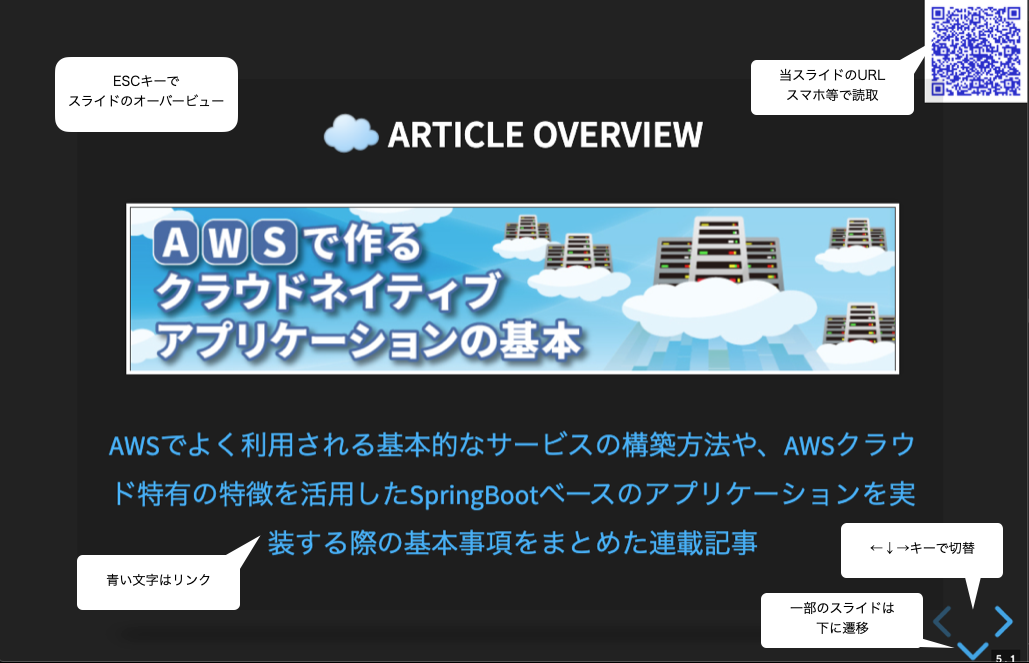 ESCキーで
スライドのオーバービュー
当スライドのURL
スマホ等で読取
ARTICLE OVERVIEW
AWSで作る
クラウドネイティブ
アプリケーションの基本
AWSでよく利用される基本的なサービスの構築方法や、AWSクラウ
ド特有の特徴を活用したSpringBootベースのアプリケーションを実
装する際の基本事項をまとめた連載記事
青い文字はリンク
←↓→キーで切替
一部のスライドは
下に遷移
5.1